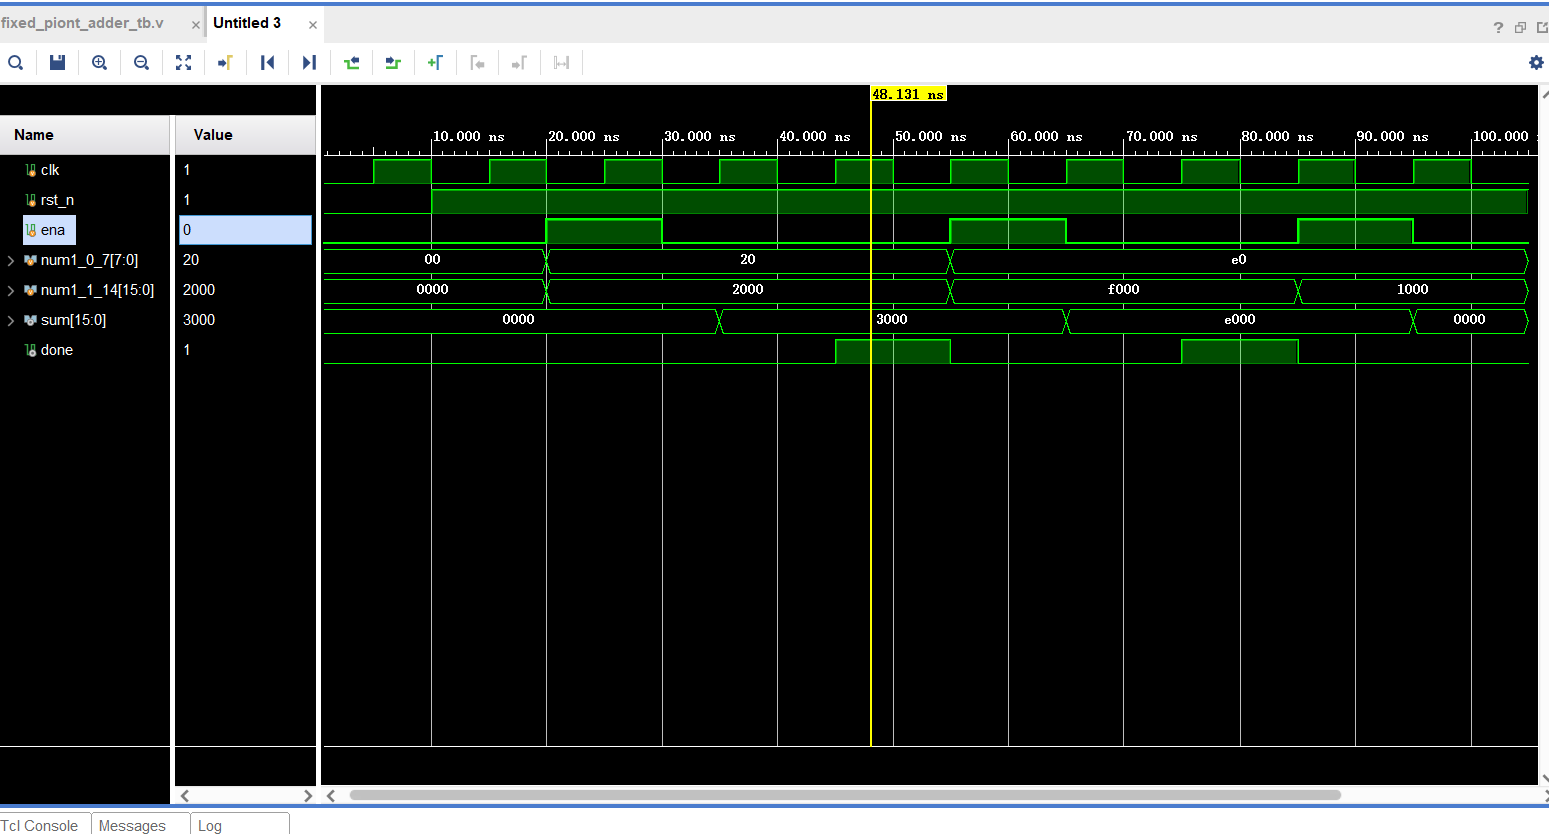 fixed_piont_adder_tb.v × Untitled 3 ×
?
48.131 ns
Name Value
10.000 ns 20.000 ns 30.000 ns 40.000 ns 50.000 ns 60.000 ns 70.000 ns 80.000 ns 90.000 ns 100.000
clk 1
rst_n 1
ena 0
num1_0_7[7:0] 20 00 20 e0
num1_1_14[15:0] 2000 0000 2000 f000 1000
sum[15:0] 3000 0000 3000 e000 0000
done 1
Tcl Console Messages Log